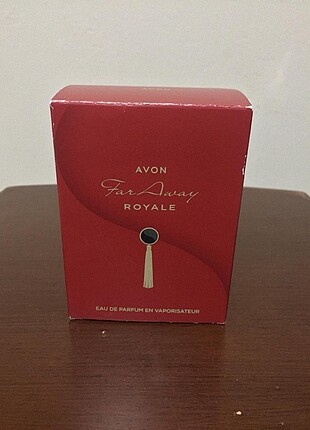 AVON
Far Away
ROYALE
EAU DE PARFUM EN VAPORISATEUR